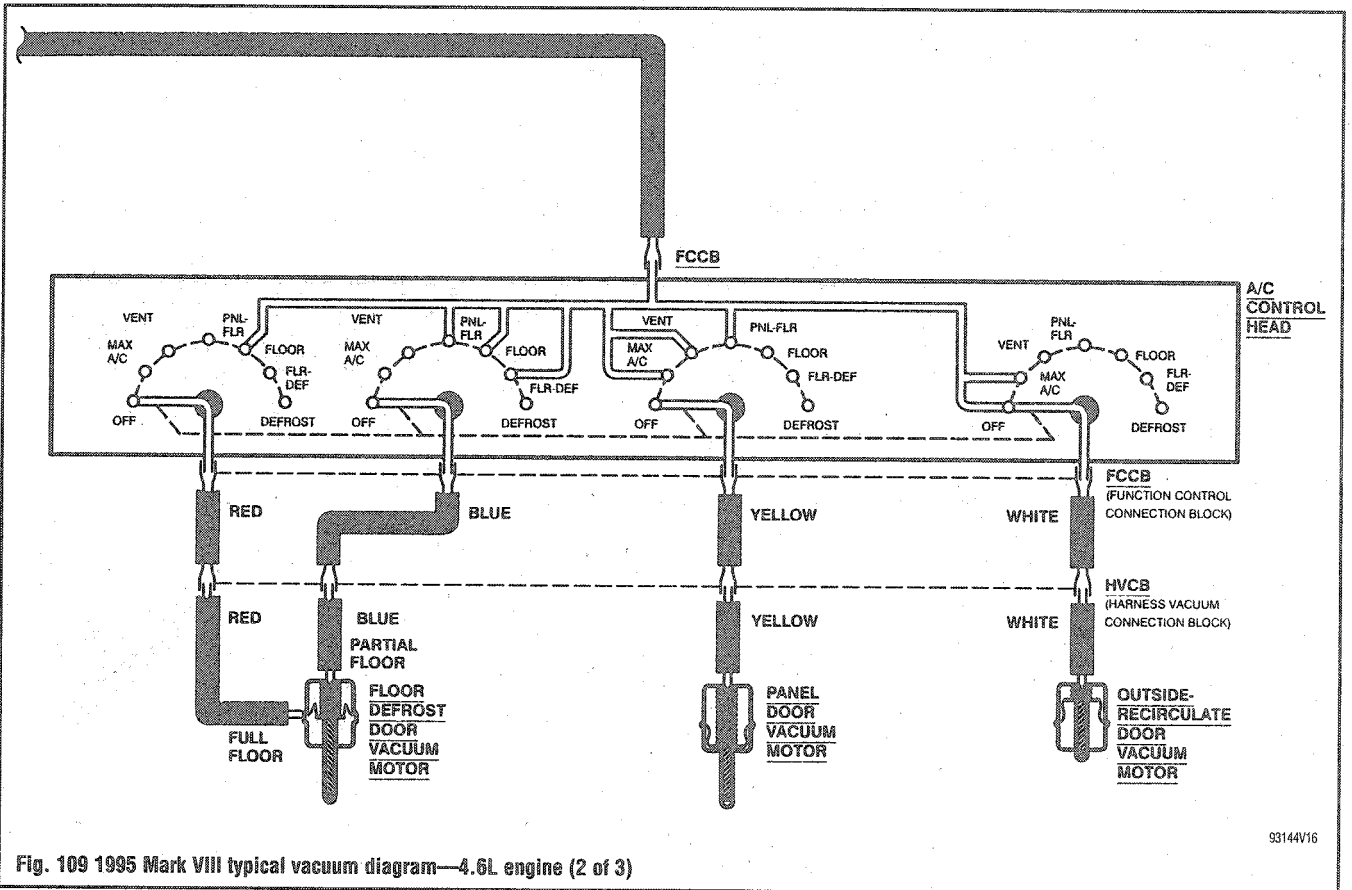 FCCB
A/C
CONTROL
HEAD
VENT
PNL-
FLR
MAX
A/C
FLOOR
FLR-
DEF
OFF
DEFROST
VENT
PNL-
FLR
MAX
A/C
FLOOR
FLR-DEF
OFF
DEFROST
VENT
PNL-FLR
MAX
A/C
FLOOR
FLR-DEF
OFF
DEFROST
PNL-
FLR
VENT
FLOOR
MAX
A/C
FLR-
DEF
OFF
DEFROST
RED
BLUE
YELLOW
WHITE
FCCB
(FUNCTION CONTROL
CONNECTION BLOCK)
RED
BLUE
YELLOW
WHITE
HVCB
(HARNESS VACUUM
CONNECTION BLOCK)
PARTIAL
FLOOR
FULL
FLOOR
FLOOR
DEFROST
DOOR
VACUUM
MOTOR
PANEL
DOOR
VACUUM
MOTOR
OUTSIDE-
RECIRCULATE
DOOR
VACUUM
MOTOR
93144V16
Fig. 109 1995 Mark VIII typical vacuum diagram—4.6L engine (2 of 3)